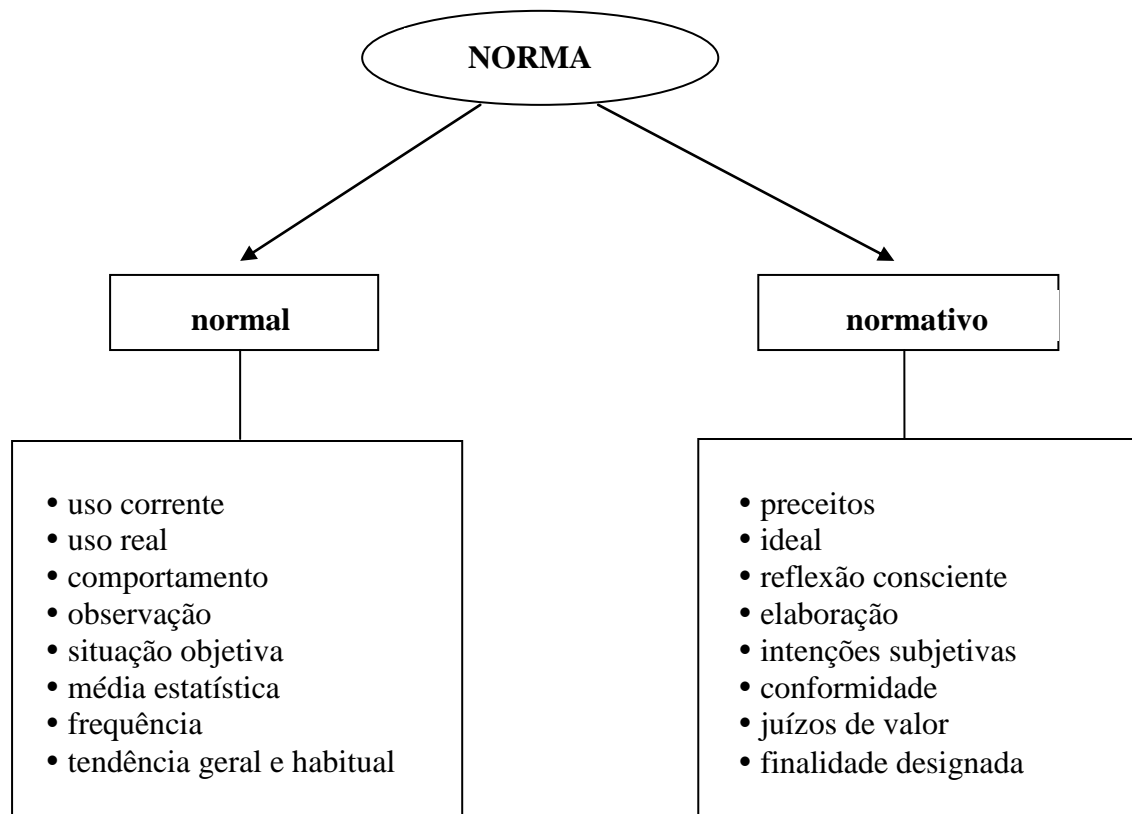 NORMA
normal
normativo
• uso corrente
• uso real
• comportamento
• observação
• situação objetiva
• média estatística
• frequência
• tendência geral e habitual
• preceitos
• ideal
• reflexão consciente
• elaboração
• intenções subjetivas
• conformidade
• juízos de valor
• finalidade designada